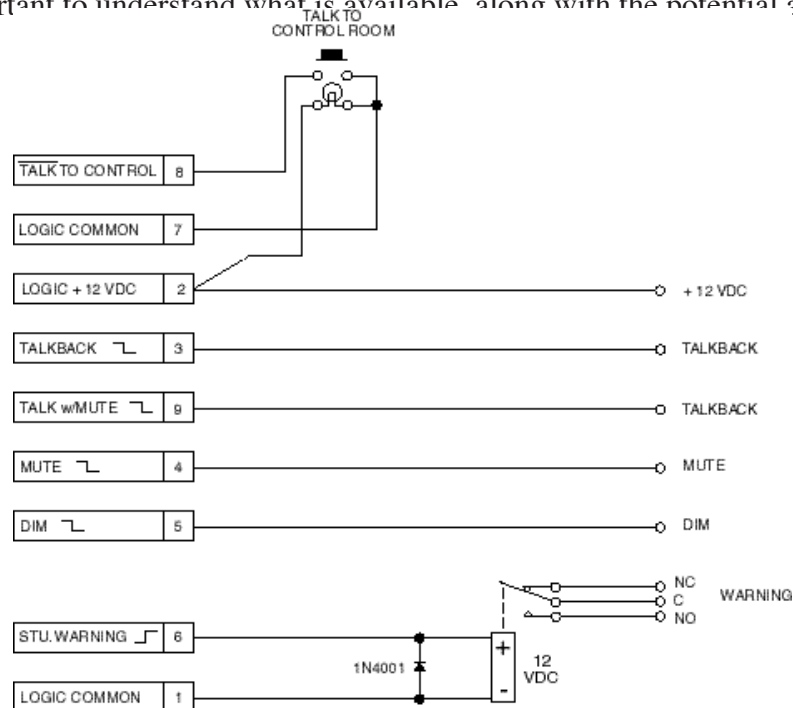 rtant to understand what is available, along with the potential a
TALK TO
CONTROL ROOM
TALK TO CONTROL 8
LOGIC COMMON 7
LOGIC + 12 VDC 2
+ 12 VDC
TALKBACK 3
TALKBACK
TALK w/MUTE 9
TALKBACK
MUTE 4
MUTE
DIM 5
DIM
NC
C
NO
WARNING
STU. WARNING 6
+
-
12
VDC
1N4001
LOGIC COMMON 1